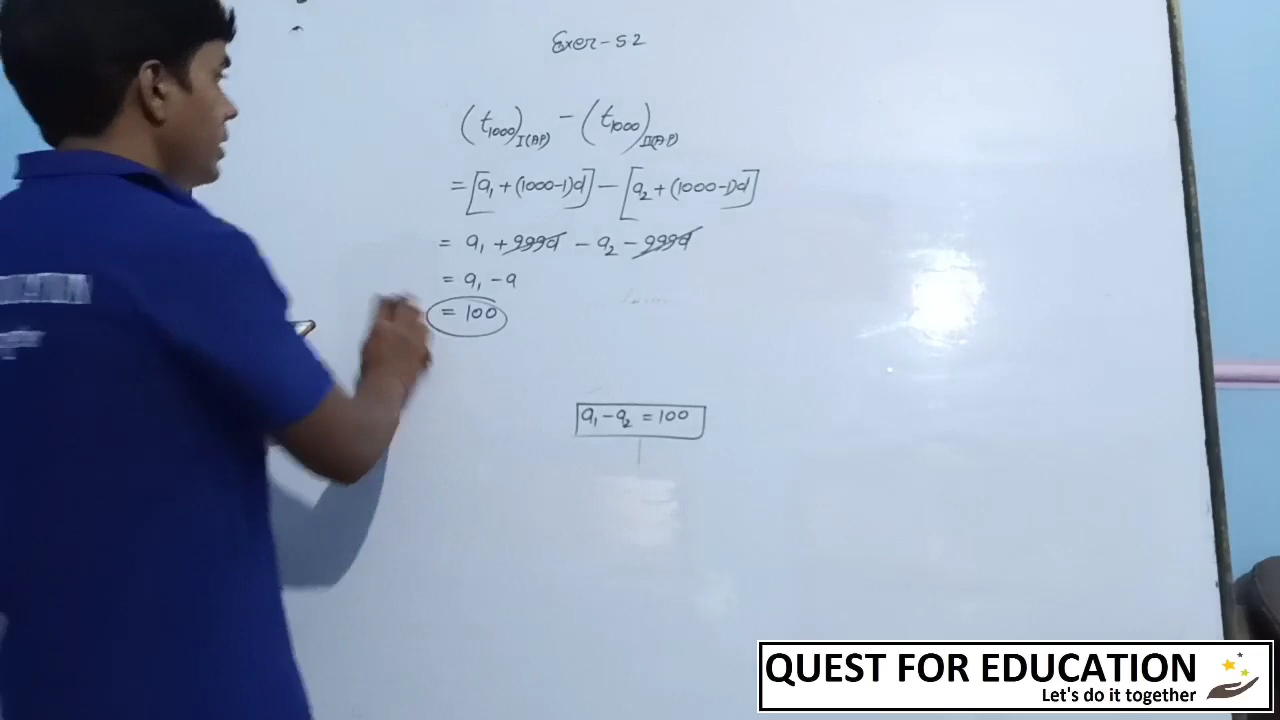 Exer-5.2
(t₁₀₀₀)I(AP) - (t₁₀₀₀)II(AP)
= [a₁ + (1000-1)d] - [a₂ + (1000-1)d]
= a₁ + 999d - a₂ - 999d
= a₁ - a
= 100
a₁ - a₂ = 100
QUEST FOR EDUCATION
Let's do it together